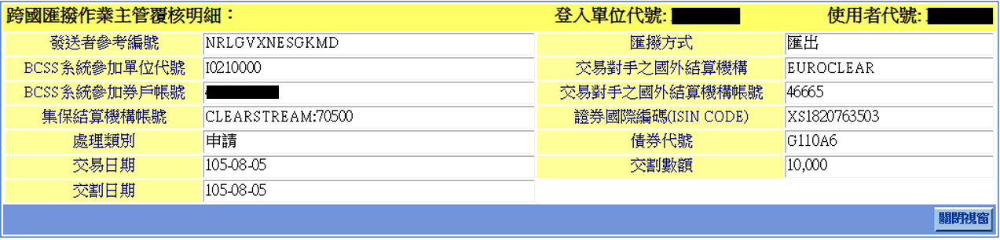 跨國匯撥作業主管覆核明細： 登入單位代號: 使用者代號:
發送者參考編號 NRLGVXNESGKMD 匯撥方式 匯出
BCSS系統參加單位代號 I0210000 交易對手之國外結算機構 EUROCLEAR
BCSS系統參加券戶帳號 交易對手之國外結算機構帳號 46665
集保結算機構帳號 CLEARSTREAM:70500 證券國際編碼(ISIN CODE) XS1820763503
處理類別 申請 債券代號 G110A6
交易日期 105-08-05 交割數額 10,000
交割日期 105-08-05
關閉視窗